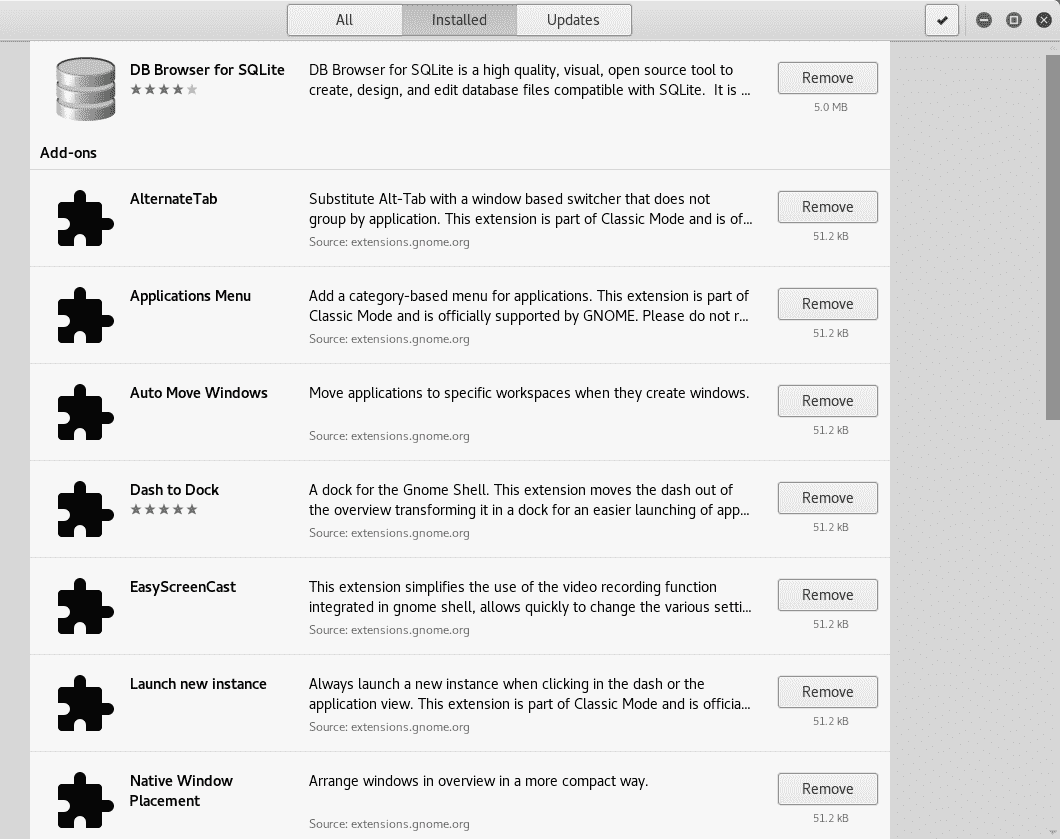 All
Installed
Updates
DB Browser for SQLite
DB Browser for SQLite is a high quality, visual, open source tool to
create, design, and edit database files compatible with SQLite.  It is ...
Remove
5.0 MB
Add-ons
AlternateTab
Substitute Alt-Tab with a window based switcher that does not
group by application. This extension is part of Classic Mode and is of...
Source: extensions.gnome.org
Remove
51.2 kB
Applications Menu
Add a category-based menu for applications. This extension is part of
Classic Mode and is officially supported by GNOME. Please do not r...
Source: extensions.gnome.org
Remove
51.2 kB
Auto Move Windows
Move applications to specific workspaces when they create windows.
Source: extensions.gnome.org
Remove
51.2 kB
Dash to Dock
A dock for the Gnome Shell. This extension moves the dash out of
the overview transforming it in a dock for an easier launching of app...
Source: extensions.gnome.org
Remove
51.2 kB
EasyScreenCast
This extension simplifies the use of the video recording function
integrated in gnome shell, allows quickly to change the various setti...
Source: extensions.gnome.org
Remove
51.2 kB
Launch new instance
Always launch a new instance when clicking in the dash or the
application view. This extension is part of Classic Mode and is officia...
Source: extensions.gnome.org
Remove
51.2 kB
Native Window
Placement
Arrange windows in overview in a more compact way.
Source: extensions.gnome.org
Remove
51.2 kB